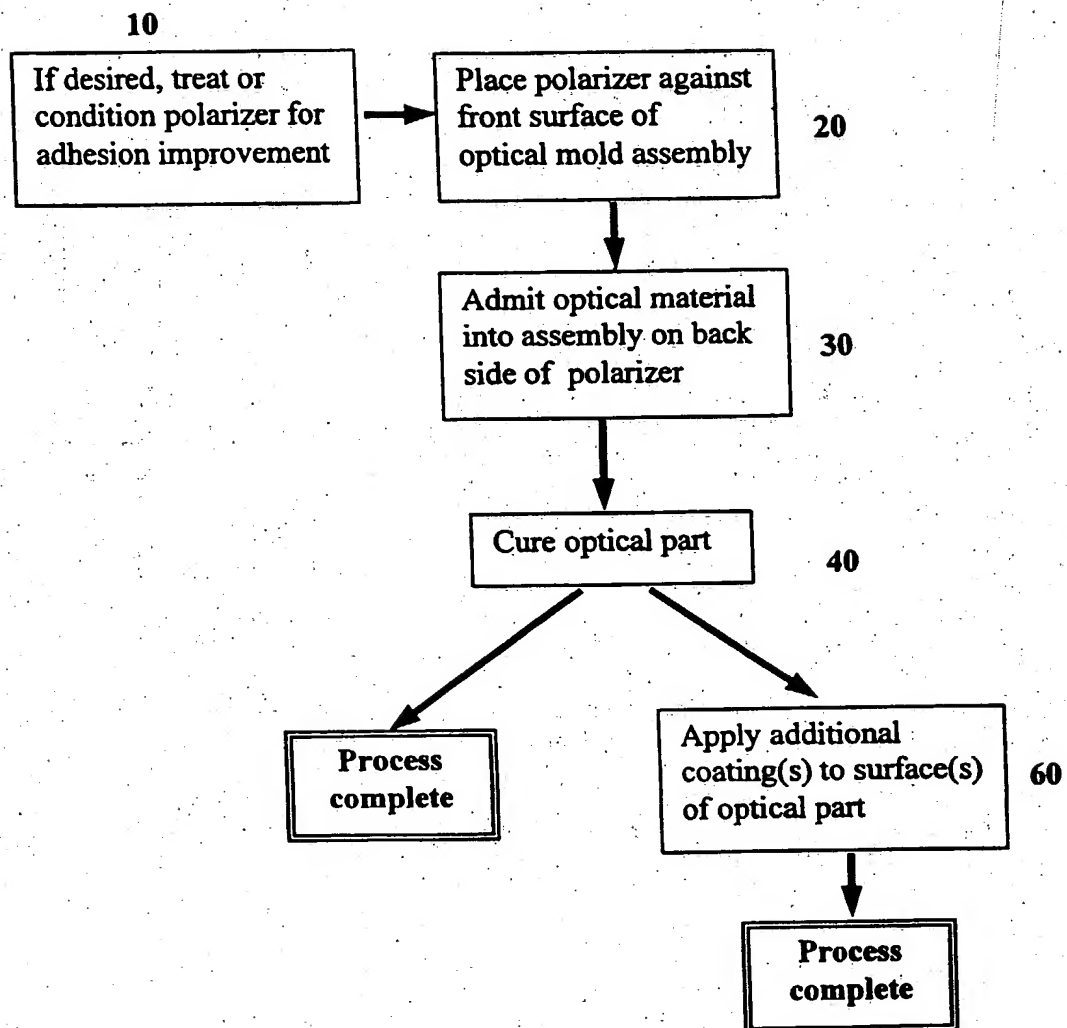 10
If desired, treat or
condition polarizer for
adhesion improvement
Place polarizer against
front surface of
optical mold assembly
20
Admit optical material
into assembly on back
side of polarizer
30
Cure optical part
40
Process
complete
Apply additional
coating(s) to surface(s)
of optical part
60
Process
complete